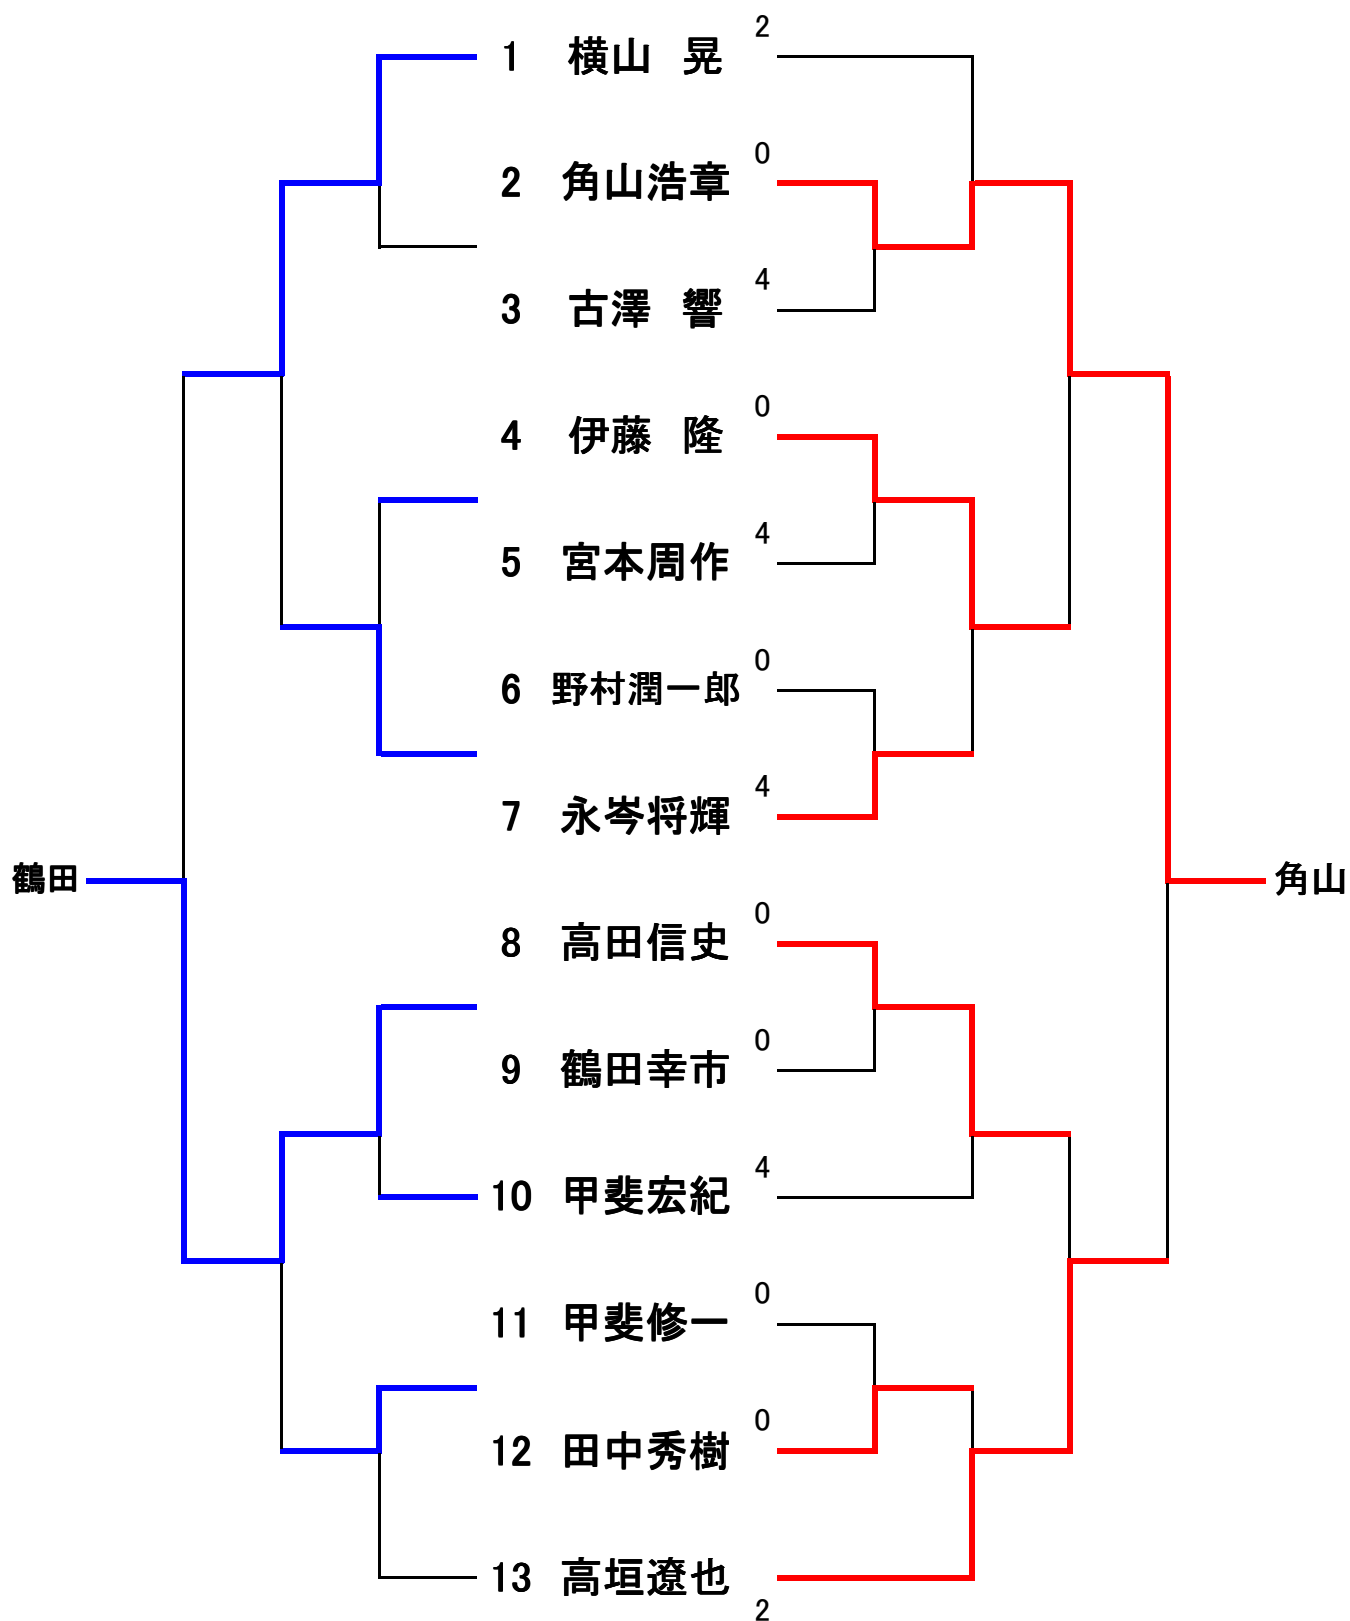 2
1 横山 晃
0
2 角山浩章
4
3 古澤 響
0
4 伊藤 隆
4
5 宮本周作
0
6 野村潤一郎
4
7 永岑将輝
鶴田
角山
0
8 高田信史
0
9 鶴田幸市
4
10 甲斐宏紀
0
11 甲斐修一
0
12 田中秀樹
13 高垣遼也
2